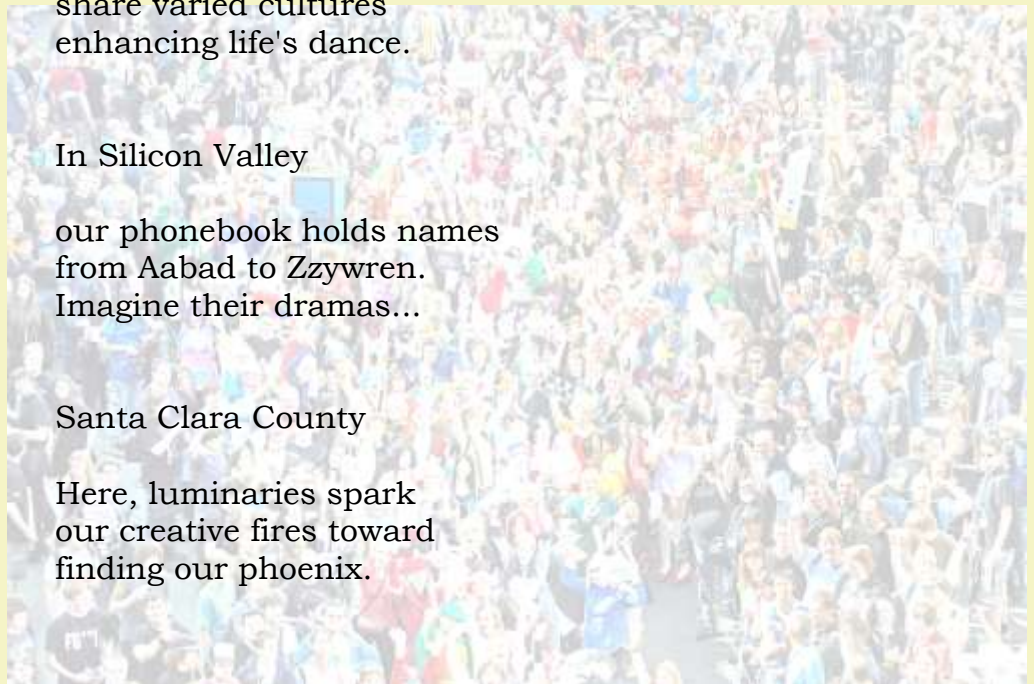 share varied cultures
enhancing life's dance.
In Silicon Valley
our phonebook holds names
from Aabad to Zzywren.
Imagine their dramas...
Santa Clara County
Here, luminaries spark
our creative fires toward
finding our phoenix.